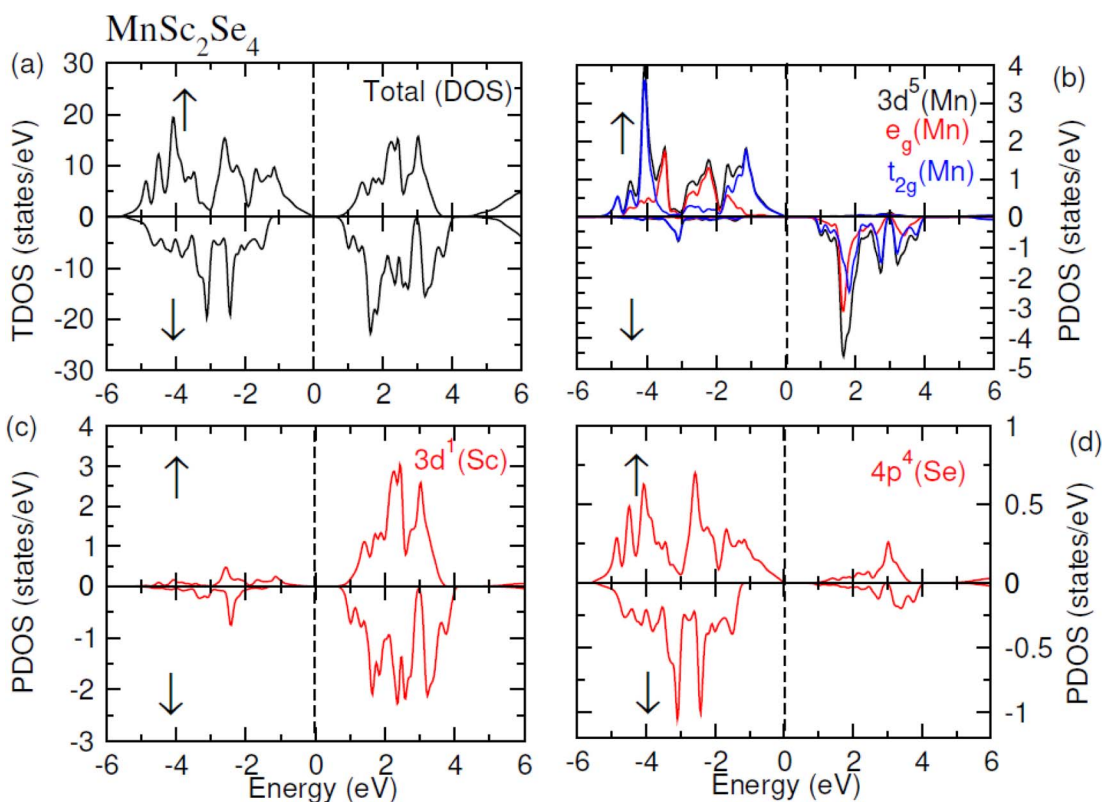 MnSc₂Se₄
(a)
30
20
10
0
-10
-20
-30
TDOS (states/eV)
Total (DOS)
↑
↓
-6 -4 -2 0 2 4 6
(b)
4
3
2
1
0
-1
-2
-3
-4
-5
PDOS (states/eV)
3d⁵(Mn)
e_g(Mn)
t_2g(Mn)
↑
↓
-6 -4 -2 0 2 4 6
(c)
4
3
2
1
0
-1
-2
-3
PDOS (states/eV)
3d¹(Sc)
↑
↓
-6 -4 -2 0 2 4 6
Energy (eV)
(d)
1
0.5
0
-0.5
-1
PDOS (states/eV)
4p⁴(Se)
↑
↓
-6 -4 -2 0 2 4 6
Energy (eV)